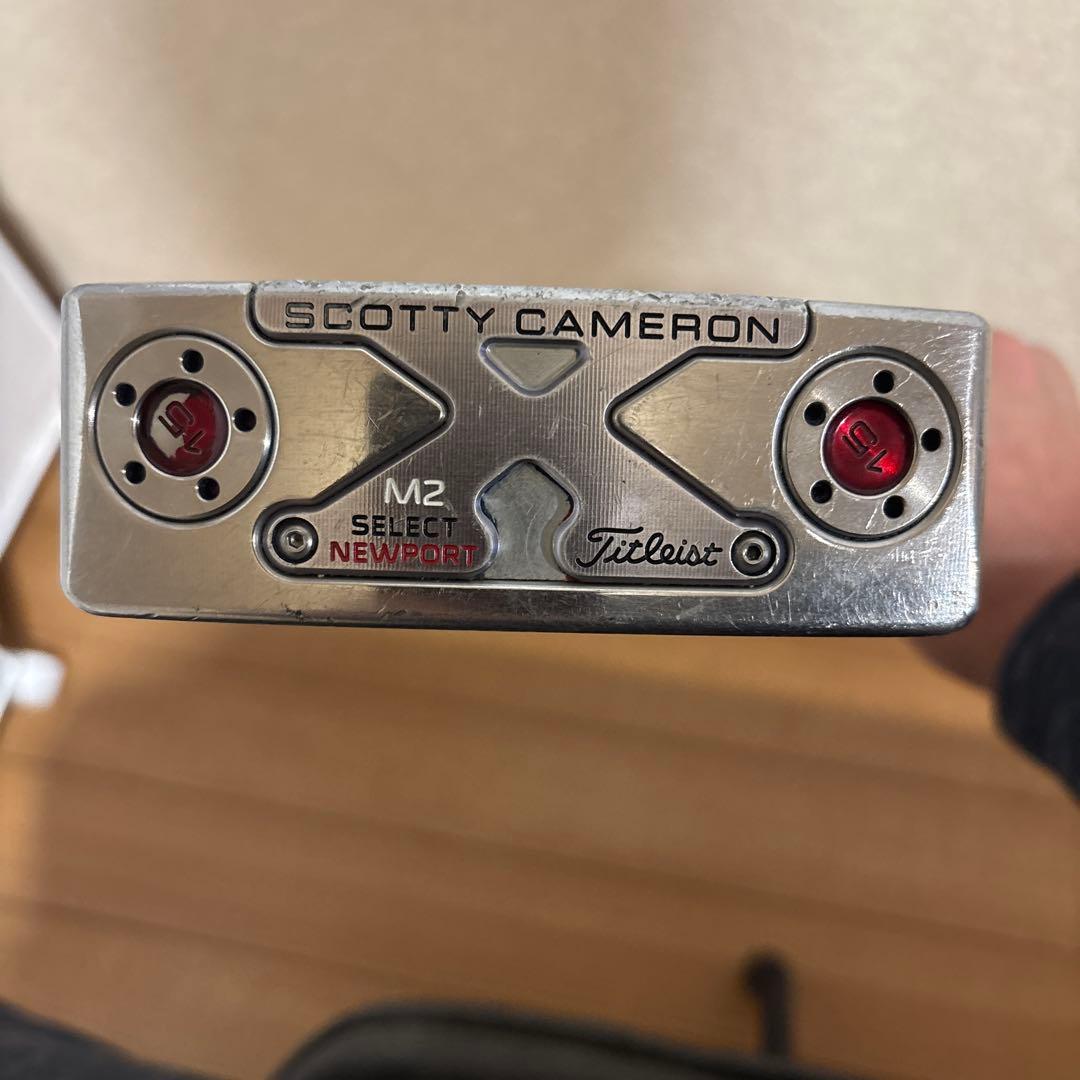 SCOTTY CAMERON
15
15
M2
SELECT
NEWPORT
Titleist